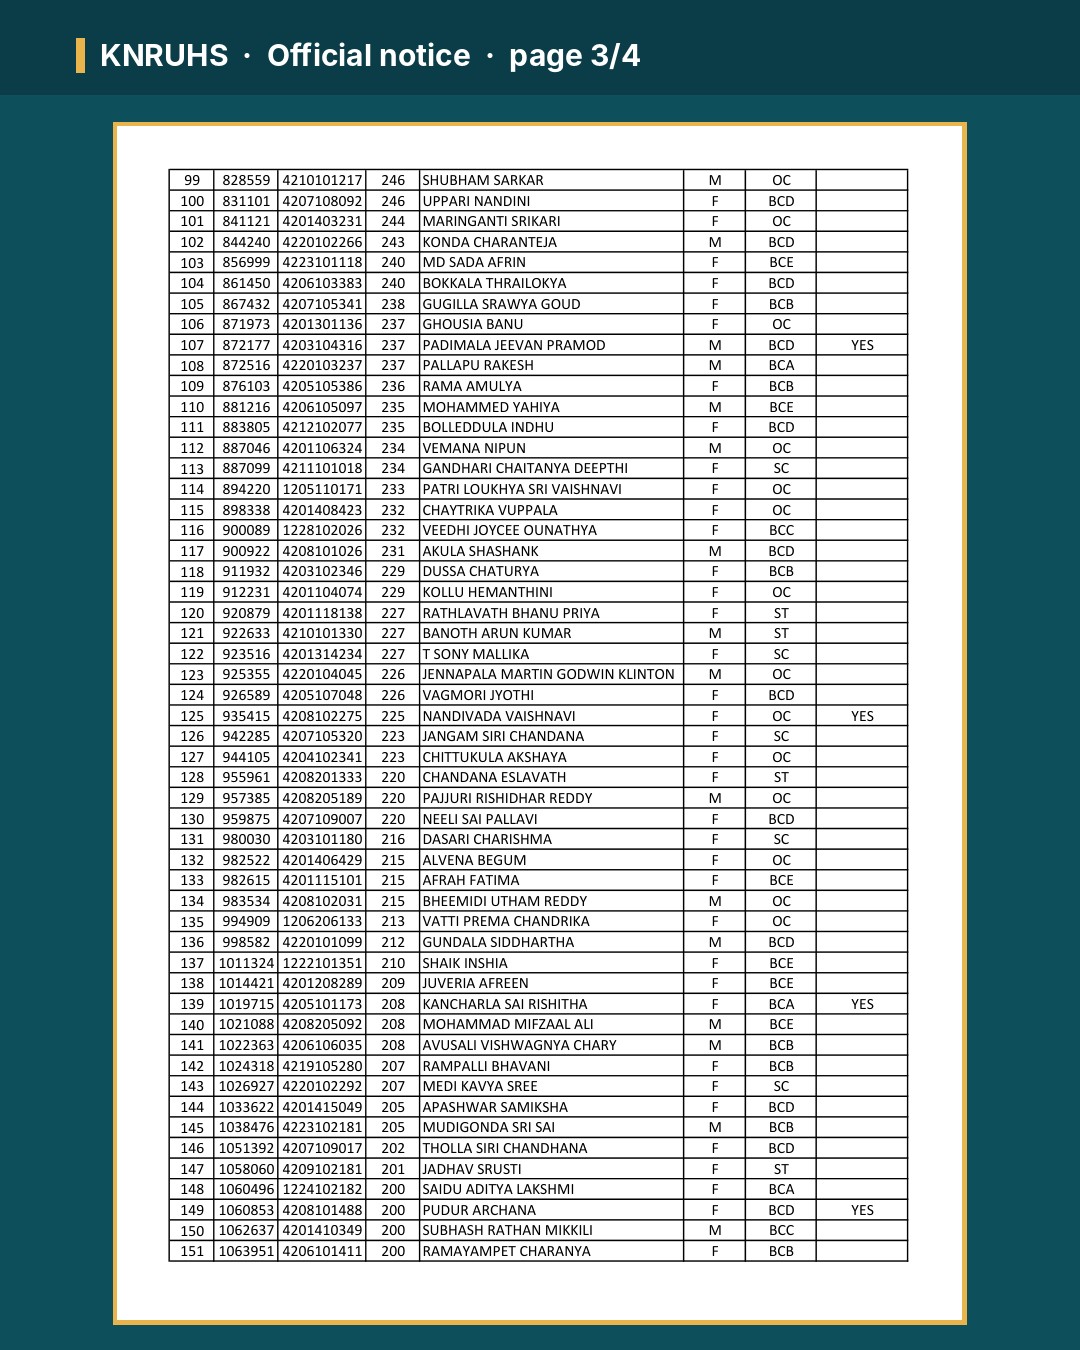 KNRUHS · Official notice · page 3/4
99 828559 4210101217 246 SHUBHAM SARKAR M OC
100 831101 4207108092 246 UPPARI NANDINI F BCD
101 841121 4201403231 244 MARINGANTI SRIKARI F OC
102 844240 4220102266 243 KONDA CHARANTEJA M BCD
103 856999 4223101118 240 MD SADA AFRIN F BCE
104 861450 4206103383 240 BOKKALA THRAILOKYA F BCD
105 867432 4207105341 238 GUGILLA SRAWYA GOUD F BCB
106 871973 4201301136 237 GHOUSIA BANU F OC
107 872177 4203104316 237 PADIMALA JEEVAN PRAMOD M BCD YES
108 872516 4220103237 237 PALLAPU RAKESH M BCA
109 876103 4205105386 236 RAMA AMULYA F BCB
110 881216 4206105097 235 MOHAMMED YAHIYA M BCE
111 883805 4212102077 235 BOLLEDDULA INDHU F BCD
112 887046 4201106324 234 VEMANA NIPUN M OC
113 887099 4211101018 234 GANDHARI CHAITANYA DEEPTHI F SC
114 894220 1205110171 233 PATRI LOUKHYA SRI VAISHNAVI F OC
115 898338 4201408423 232 CHAYTRIKA VUPPALA F OC
116 900089 1228102026 232 VEEDHI JOYCEE OUNATHYA F BCC
117 900922 4208101026 231 AKULA SHASHANK M BCD
118 911932 4203102346 229 DUSSA CHATURYA F BCB
119 912231 4201104074 229 KOLLU HEMANTHINI F OC
120 920879 4201118138 227 RATHLAVATH BHANU PRIYA F ST
121 922633 4210101330 227 BANOTH ARUN KUMAR M ST
122 923516 4201314234 227 T SONY MALLIKA F SC
123 925355 4220104045 226 JENNAPALA MARTIN GODWIN KLINTON M OC
124 926589 4205107048 226 VAGMORI JYOTHI F BCD
125 935415 4208102275 225 NANDIVADA VAISHNAVI F OC YES
126 942285 4207105320 223 JANGAM SIRI CHANDANA F SC
127 944105 4204102341 223 CHITTUKULA AKSHAYA F OC
128 955961 4208201333 220 CHANDANA ESLAVATH F ST
129 957385 4208205189 220 PAJJURI RISHIDHAR REDDY M OC
130 959875 4207109007 220 NEELI SAI PALLAVI F BCD
131 980030 4203101180 216 DASARI CHARISHMA F SC
132 982522 4201406429 215 ALVENA BEGUM F OC
133 982615 4201115101 215 AFRAH FATIMA F BCE
134 983534 4208102031 215 BHEEMIDI UTHAM REDDY M OC
135 994909 1206206133 213 VATTI PREMA CHANDRIKA F OC
136 998582 4220101099 212 GUNDALA SIDDHARTHA M BCD
137 1011324 1222101351 210 SHAIK INSHIA F BCE
138 1014421 4201208289 209 JUVERIA AFREEN F BCE
139 1019715 4205101173 208 KANCHARLA SAI RISHITHA F BCA YES
140 1021088 4208205092 208 MOHAMMAD MIFZAAL ALI M BCE
141 1022363 4206106035 208 AVUSALI VISHWAGNYA CHARY M BCB
142 1024318 4219105280 207 RAMPALLI BHAVANI F BCB
143 1026927 4220102292 207 MEDI KAVYA SREE F SC
144 1033622 4201415049 205 APASHWAR SAMIKSHA F BCD
145 1038476 4223102181 205 MUDIGONDA SRI SAI M BCB
146 1051392 4207109017 202 THOLLA SIRI CHANDHANA F BCD
147 1058060 4209102181 201 JADHAV SRUSTI F ST
148 1060496 1224102182 200 SAIDU ADITYA LAKSHMI F BCA
149 1060853 4208101488 200 PUDUR ARCHANA F BCD YES
150 1062637 4201410349 200 SUBHASH RATHAN MIKKILI M BCC
151 1063951 4206101411 200 RAMAYAMPET CHARANYA F BCB